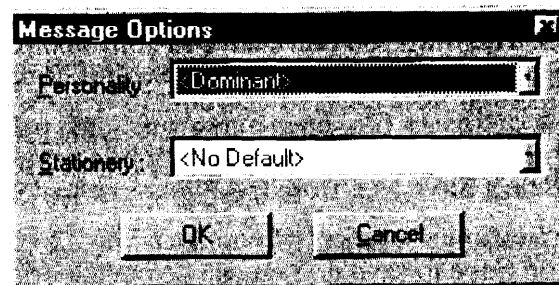 Message Options
Personality: <Dominant>
Stationery: <No Default>
OK Cancel